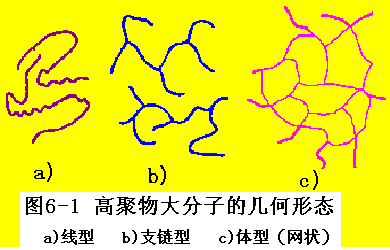 a) b) c)
图6-1 高聚物大分子的几何形态
a)线型 b)支链型 c)体型（网状）